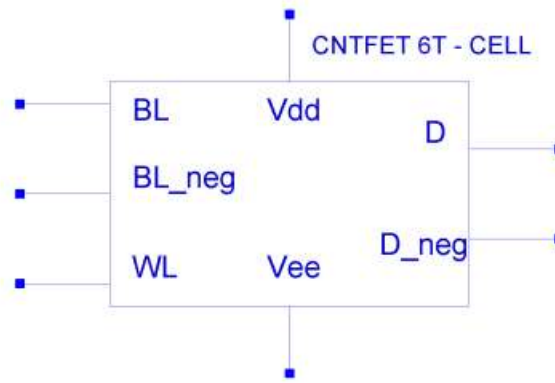 CNTFET 6T - CELL
BL Vdd
D
BL_neg
D_neg
WL Vee